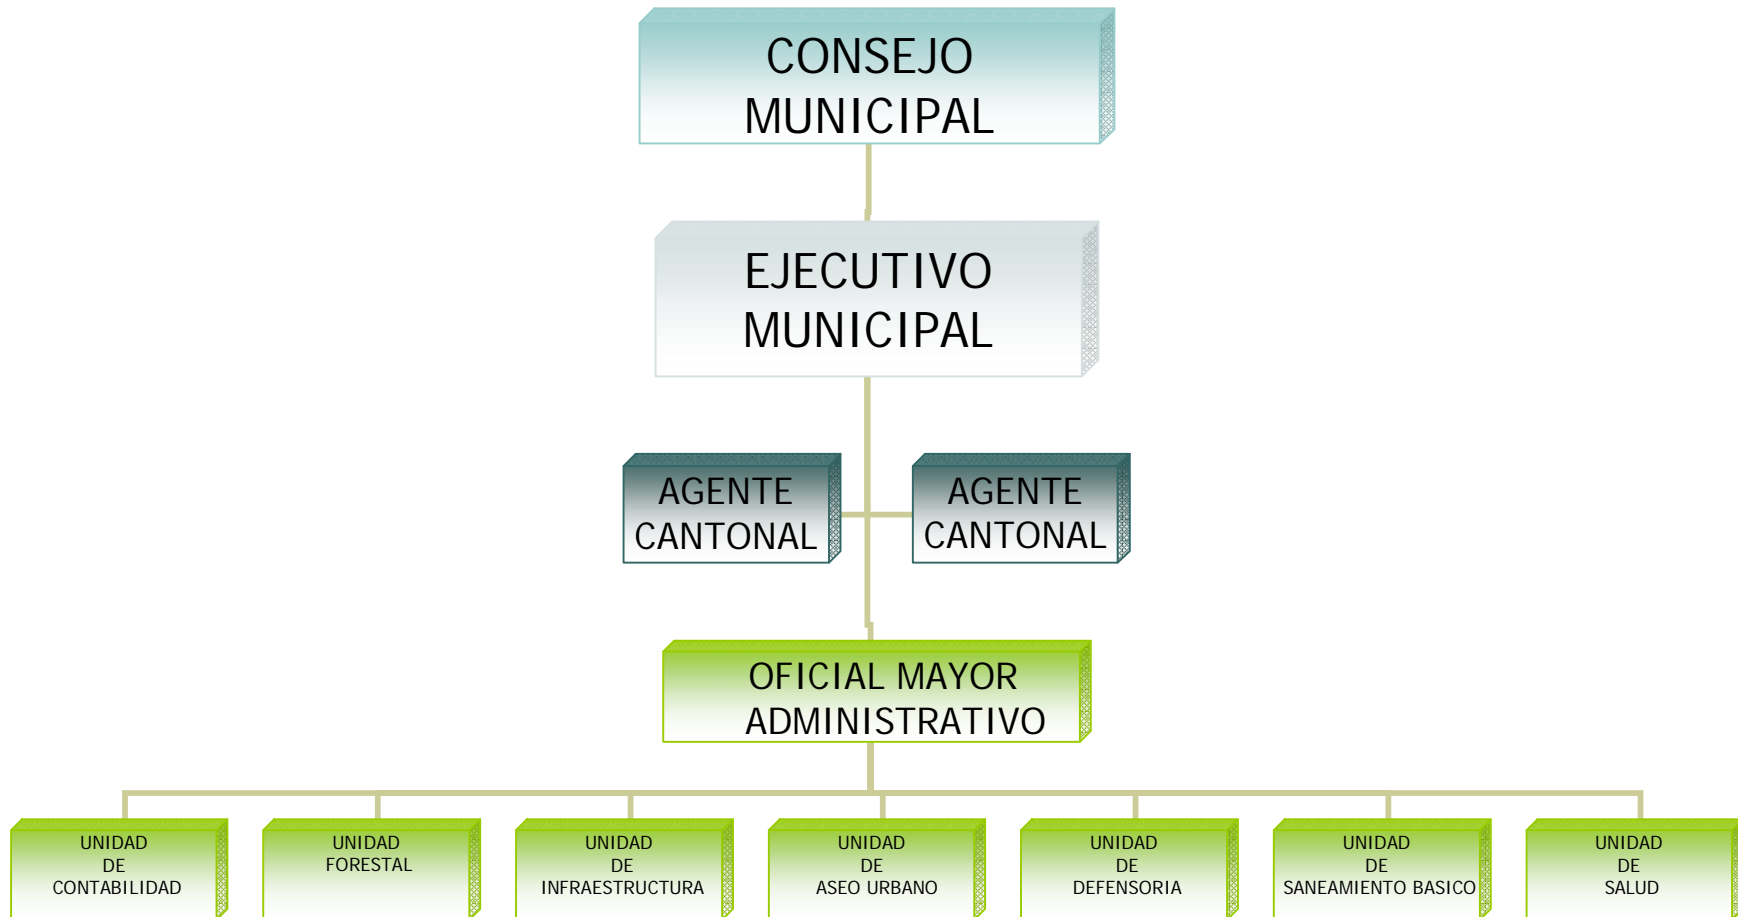 CONSEJO
MUNICIPAL
EJECUTIVO
MUNICIPAL
AGENTE
CANTONAL
AGENTE
CANTONAL
OFICIAL MAYOR
ADMINISTRATIVO
UNIDAD
DE
CONTABILIDAD
UNIDAD
FORESTAL
UNIDAD
DE
INFRAESTRUCTURA
UNIDAD
DE
ASEO URBANO
UNIDAD
DE
DEFENSORIA
UNIDAD
DE
SANEAMIENTO BASICO
UNIDAD
DE
SALUD